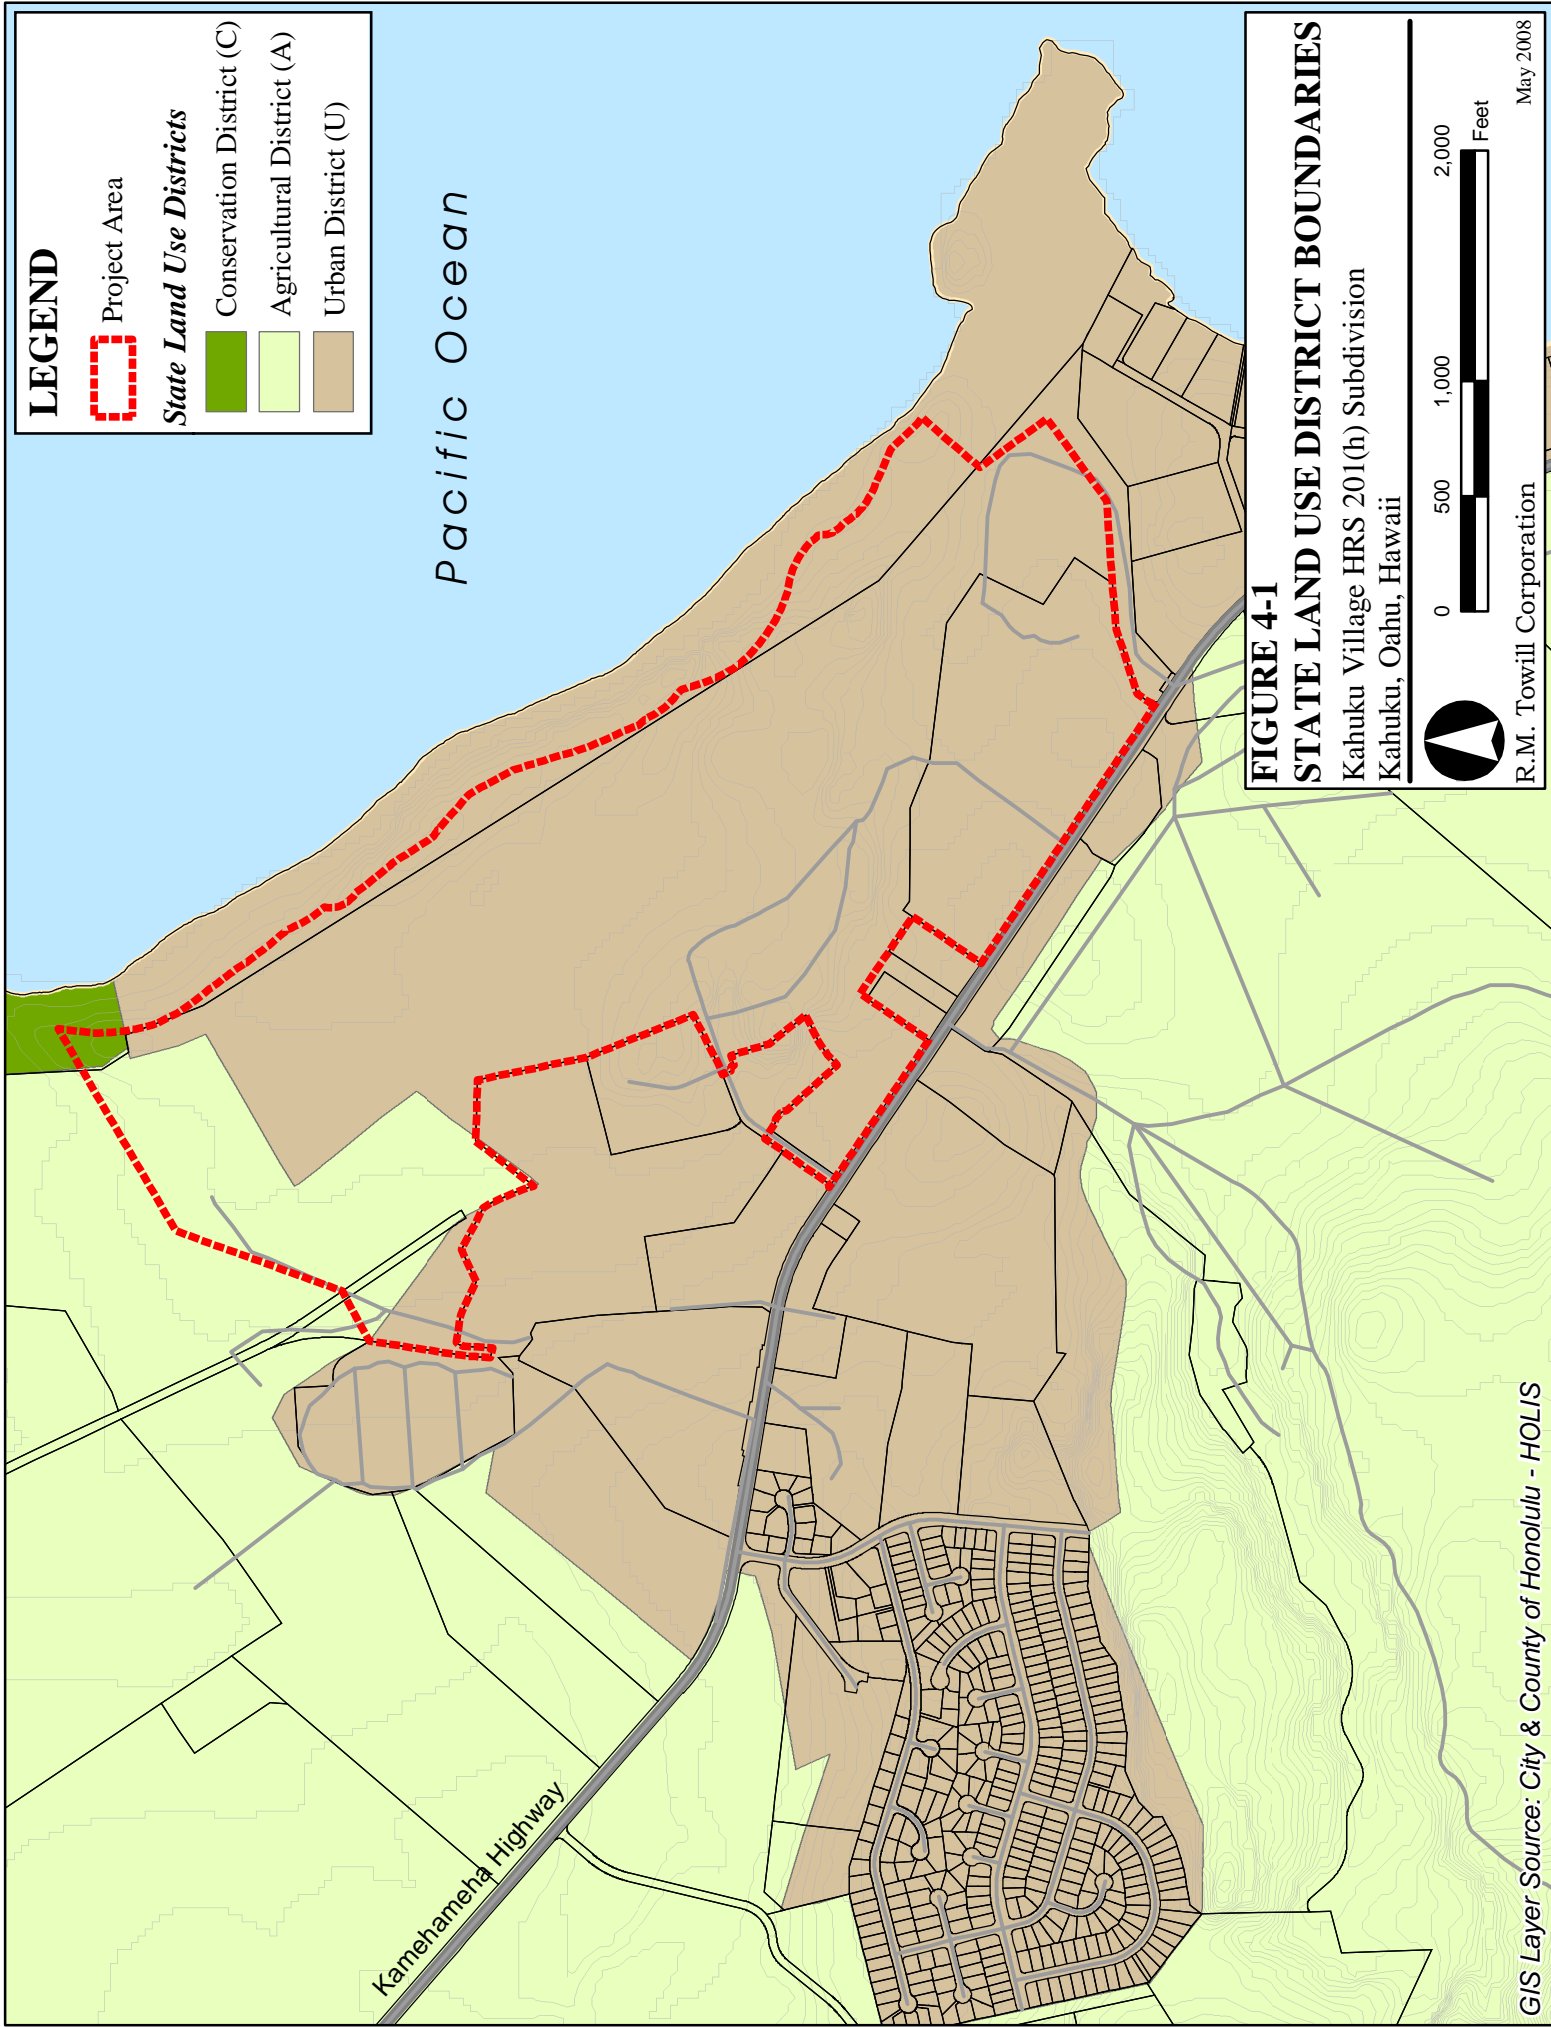 LEGEND
Project Area
State Land Use Districts
Conservation District (C)
Agricultural District (A)
Urban District (U)
Pacific Ocean
Kamehameha Highway
FIGURE 4-1
STATE LAND USE DISTRICT BOUNDARIES
Kahuku Village HRS 201(h) Subdivision
Kahuku, Oahu, Hawaii
0 500 1,000 2,000
Feet
R.M. Towill Corporation May 2008
GIS Layer Source: City & County of Honolulu - HOLIS